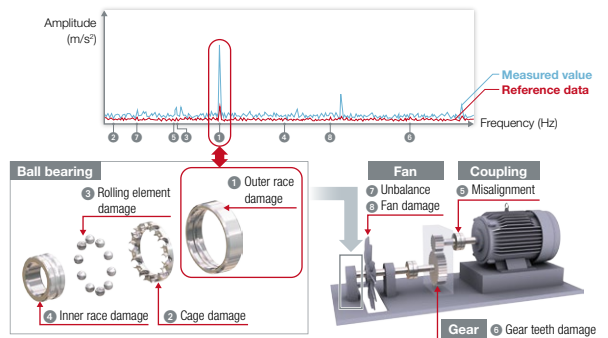 Amplitude
(m/s²)
Measured value
Reference data
Frequency (Hz)
2 7 5 3 1 4 8 6
Ball bearing
1 Outer race
damage
3 Rolling element
damage
4 Inner race damage
2 Cage damage
Fan
7 Unbalance
8 Fan damage
Coupling
5 Misalignment
Gear
6 Gear teeth damage